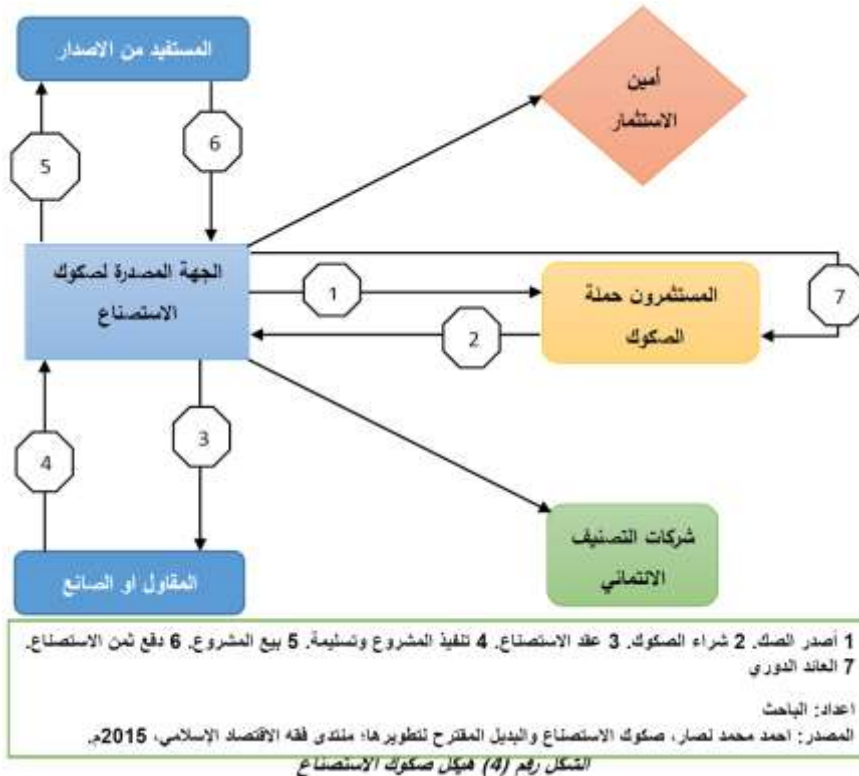 المستفيد من الاصدار
أمين
الاستثمار
5
6
الجهة المصدرة لصكوك
الاستصناع
1
2
المستثمرون حملة
الصكوك
7
4
3
المقاول او الصانع
شركات التصنيف
الائتماني
1 أصدر الصك. 2 شراء الصكوك. 3 عقد الاستصناع. 4 تنفيذ المشروع وتسليمة. 5 بيع المشروع. 6 دفع ثمن الاستصناع.
7 العائد الدوري
اعداد: الباحث
المصدر: احمد محمد نصار، صكوك الاستصناع والبديل المقترح لتطويرها؛ منتدى فقه الاقتصاد الإسلامي، 2015م.
الشكل رقم (4) هيكل صكوك الاستصناع